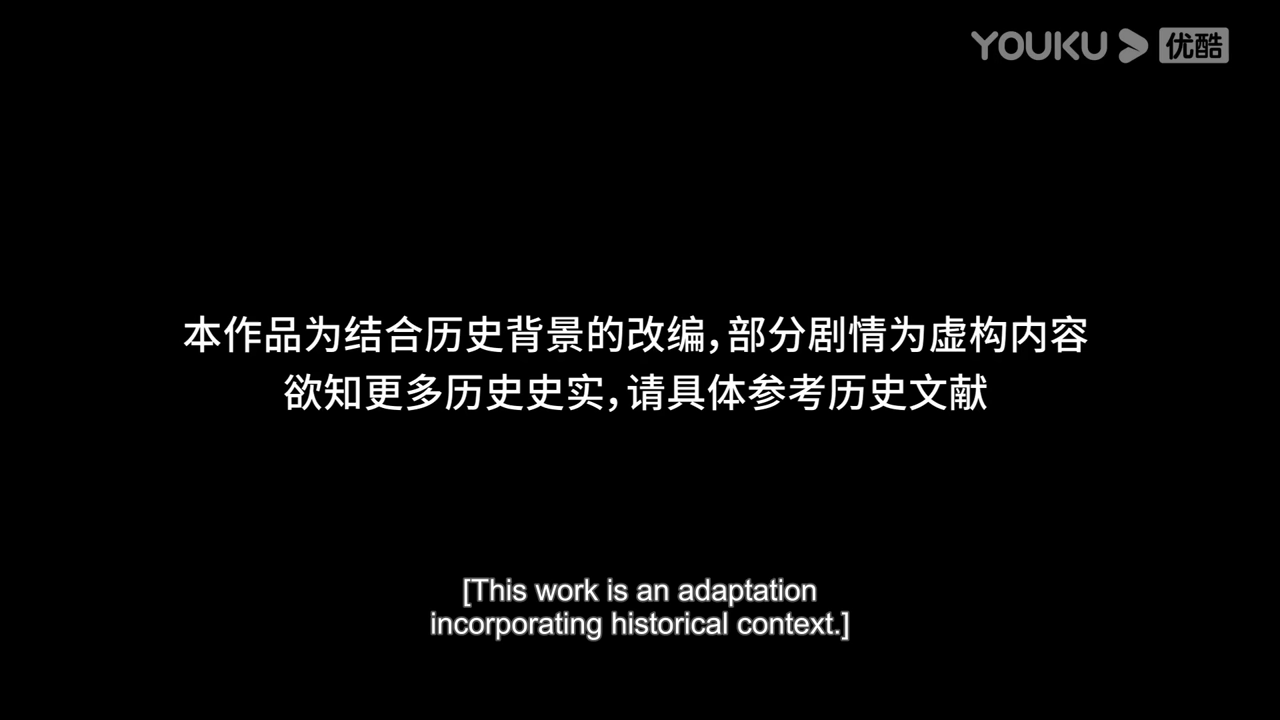 YOUKU 优酷
本作品为结合历史背景的改编，部分剧情为虚构内容
欲知更多历史史实，请具体参考历史文献
[This work is an adaptation
incorporating historical context.]